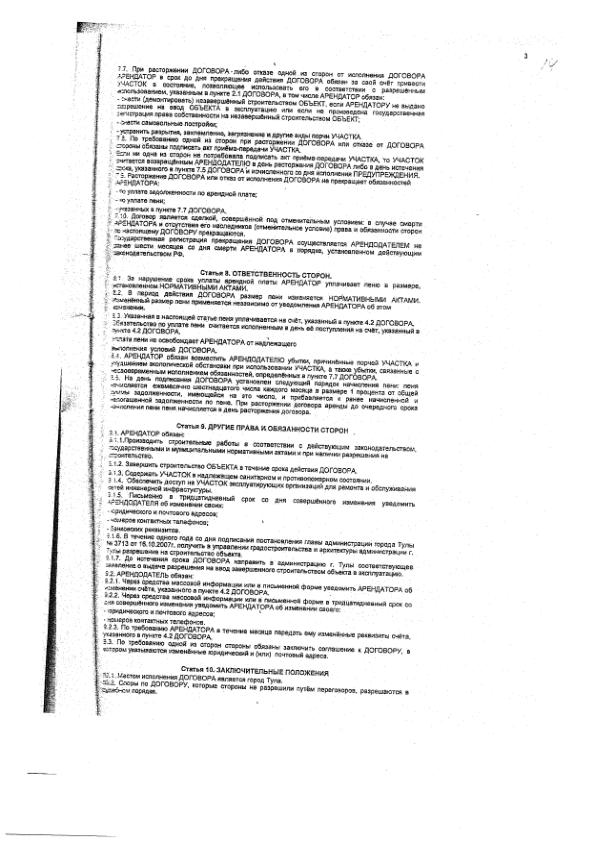 3
14
7.7. При расторжении ДОГОВОРА либо отказе одной из сторон от исполнения ДОГОВОРА
АРЕНДАТОР в срок до дня прекращения действия ДОГОВОРА обязан за свой счёт привести
УЧАСТОК в состояние, позволяющее использовать его в соответствии с разрешённым
использованием, указанным в пункте 2.1 ДОГОВОРА, в том числе АРЕНДАТОР обязан:
- снести (демонтировать) незавершённый строительством ОБЪЕКТ, если АРЕНДАТОРУ не выдано
разрешение на ввод ОБЪЕКТА в эксплуатацию или если не произведена государственная
регистрация права собственности на незавершённый строительством ОБЪЕКТ;
- снести самовольные постройки;
- устранить разрытия, захламление, загрязнение и другие виды порчи УЧАСТКА.
7.8. По требованию одной из сторон при расторжении ДОГОВОРА или отказе от ДОГОВОРА
стороны обязаны подписать акт приёма-передачи УЧАСТКА.
Если ни одна из сторон не потребовала подписать акт приёма-передачи УЧАСТКА, то УЧАСТОК
считается возвращённым АРЕНДОДАТЕЛЮ в день расторжения ДОГОВОРА либо в день истечения
срока, указанного в пункте 7.5 ДОГОВОРА и исчисленного со дня исполнения ПРЕДУПРЕЖДЕНИЯ.
7.9. Расторжение ДОГОВОРА или отказ от исполнения ДОГОВОРА не прекращает обязанностей
АРЕНДАТОРА:
- по уплате задолженности по арендной плате;
- по уплате пени;
- указанных в пункте 7.7 ДОГОВОРА.
7.10. Договор является сделкой, совершённой под отменительным условием: в случае смерти
АРЕНДАТОРА и отсутствия его наследников (отменительное условие) права и обязанности сторон
по настоящему ДОГОВОРУ прекращаются.
Государственная регистрация прекращения ДОГОВОРА осуществляется АРЕНДОДАТЕЛЕМ не
ранее шести месяцев со дня смерти АРЕНДАТОРА в порядке, установленном действующим
законодательством РФ.
Статья 8. ОТВЕТСТВЕННОСТЬ СТОРОН.
8.1. За нарушение срока уплаты арендной платы АРЕНДАТОР уплачивает пеню в размере,
установленном НОРМАТИВНЫМИ АКТАМИ.
8.2. В период действия ДОГОВОРА размер пени изменяется НОРМАТИВНЫМИ АКТАМИ.
Изменённый размер пени применяется независимо от уведомления АРЕНДАТОРА об этом
изменении.
8.3. Указанная в настоящей статье пеня уплачивается на счёт, указанный в пункте 4.2 ДОГОВОРА.
Обязательство по уплате пени считается исполненным в день её поступления на счёт, указанный в
пункте 4.2 ДОГОВОРА.
Уплата пени не освобождает АРЕНДАТОРА от надлежащего
выполнения условий ДОГОВОРА.
8.4. АРЕНДАТОР обязан возместить АРЕНДОДАТЕЛЮ убытки, причинённые порчей УЧАСТКА и
ухудшением экологической обстановки при использовании УЧАСТКА, а также убытки, связанные с
несвоевременным исполнением обязанностей, определённых в пункте 7.7 ДОГОВОРА.
8.5. На день подписания ДОГОВОРА установлен следующий порядок начисления пени: пеня
начисляется ежемесячно шестнадцатого числа каждого месяца в размере 1 процента от общей
суммы задолженности, имеющейся на это число, и прибавляется к ранее начисленной и
непогашенной задолженности по пене. При расторжении договора аренды до очередного срока
начисления пени пеня начисляется в день расторжения договора.
Статья 9. ДРУГИЕ ПРАВА И ОБЯЗАННОСТИ СТОРОН
9.1. АРЕНДАТОР обязан:
9.1.1.Производить строительные работы в соответствии с действующим законодательством,
государственными и муниципальными нормативными актами и при наличии разрешения на
строительство.
9.1.2. Завершить строительство ОБЪЕКТА в течение срока действия ДОГОВОРА.
9.1.3. Содержать УЧАСТОК в надлежащем санитарном и противопожарном состоянии.
9.1.4. Обеспечить доступ на УЧАСТОК эксплуатирующих организаций для ремонта и обслуживания
сетей инженерной инфраструктуры.
9.1.5. Письменно в тридцатидневный срок со дня совершённого изменения уведомить
АРЕНДОДАТЕЛЯ об изменении своих:
- юридического и почтового адресов;
- номеров контактных телефонов;
- банковских реквизитов.
9.1.6. В течение одного года со дня подписания постановления главы администрации города Тулы
№ 3713 от 16.10.2007г. получить в управлении градостроительства и архитектуры администрации г.
Тулы разрешение на строительство объекта.
9.1.7. До истечения срока ДОГОВОРА направить в администрацию г. Тулы соответствующее
заявление о выдаче разрешения на ввод завершенного строительством объекта в эксплуатацию.
9.2. АРЕНДОДАТЕЛЬ обязан:
9.2.1. Через средства массовой информации или в письменной форме уведомить АРЕНДАТОРА об
изменении счёта, указанного в пункте 4.2 ДОГОВОРА.
9.2.2. Через средства массовой информации или в письменной форме в тридцатидневный срок со
дня совершённого изменения уведомить АРЕНДАТОРА об изменении своего:
- юридического и почтового адресов;
- номеров контактных телефонов.
9.2.3. По требованию АРЕНДАТОРА в течение месяца передать ему изменённые реквизиты счёта,
указанного в пункте 4.2 ДОГОВОРА.
9.3. По требованию одной из сторон стороны обязаны заключить соглашение к ДОГОВОРУ, в
котором указываются изменённые юридический и (или) почтовый адреса.
Статья 10. ЗАКЛЮЧИТЕЛЬНЫЕ ПОЛОЖЕНИЯ
10.1. Местом исполнения ДОГОВОРА является город Тула.
10.2. Споры по ДОГОВОРУ, которые стороны не разрешили путём переговоров, разрешаются в
судебном порядке.